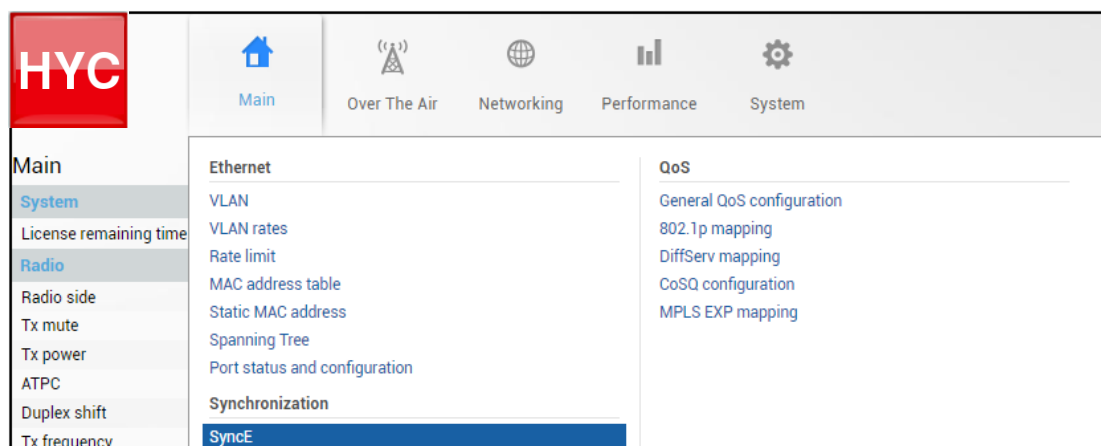 HYC
Main
Over The Air
Networking
Performance
System
Main
System
License remaining time
Radio
Radio side
Tx mute
Tx power
ATPC
Duplex shift
Tx frequency
Ethernet
VLAN
VLAN rates
Rate limit
MAC address table
Static MAC address
Spanning Tree
Port status and configuration
Synchronization
SyncE
QoS
General QoS configuration
802.1p mapping
DiffServ mapping
CoSQ configuration
MPLS EXP mapping